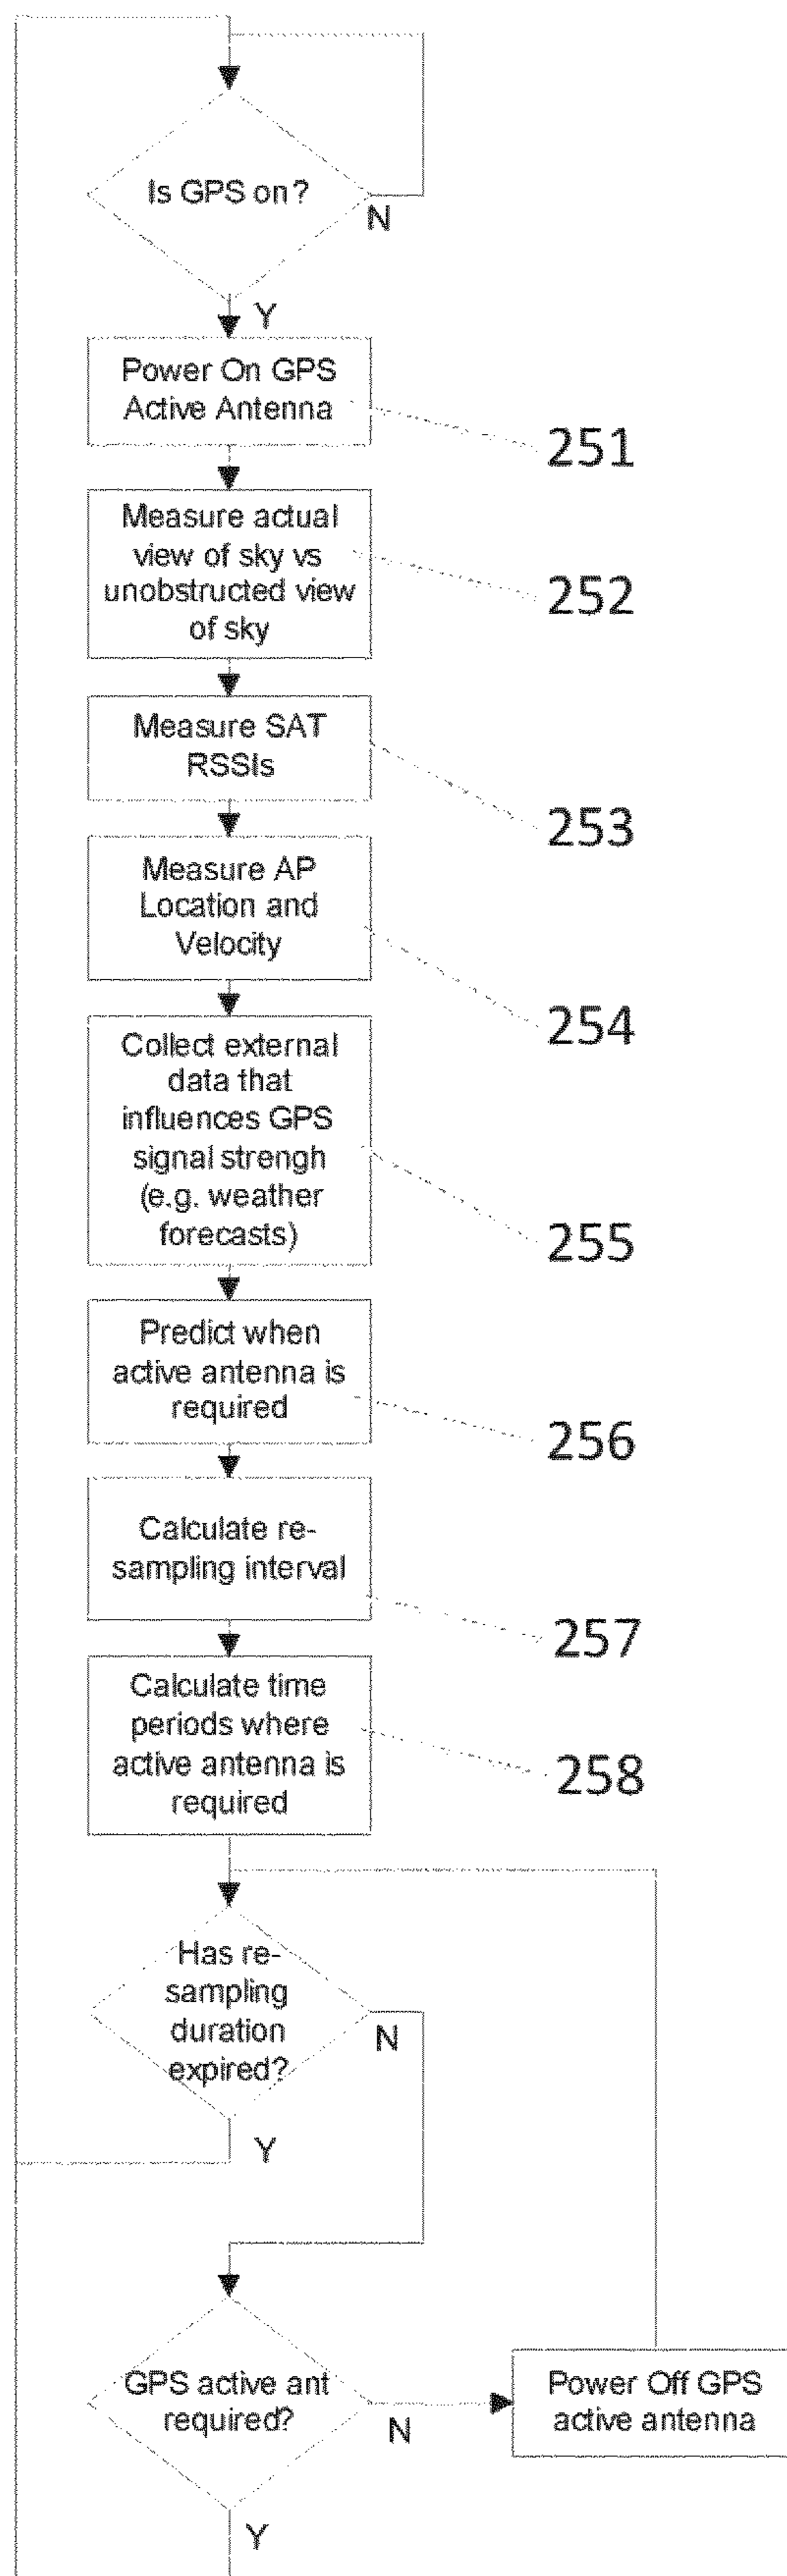 Is GPS on?
N
Y
Power On GPS
Active Antenna
251
Measure actual
view of sky vs
unobstructed view
of sky
252
Measure SAT
RSSIs
253
Measure AP
Location and
Velocity
254
Collect external
data that
influences GPS
signal strengh
(e.g. weather
forecasts)
255
Predict when
active antenna is
required
256
Calculate re-
sampling interval
257
Calculate time
periods where
active antenna is
required
258
Has re-
sampling
duration
expired?
N
Y
GPS active ant
required?
N
Power Off GPS
active antenna
Y